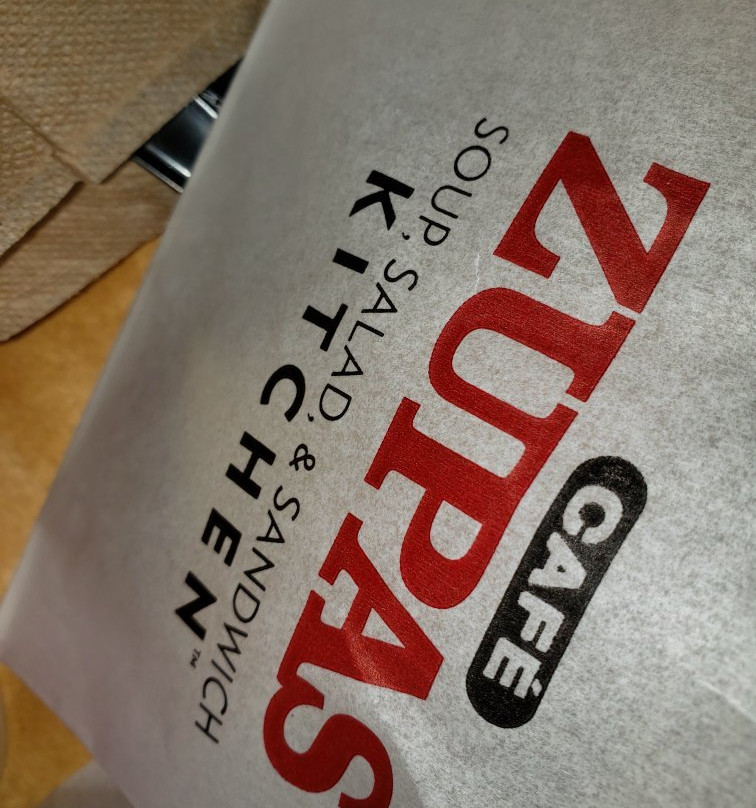 CAFÉ
ZUPAS
SOUP, SALAD, & SANDWICH
KITCHEN™